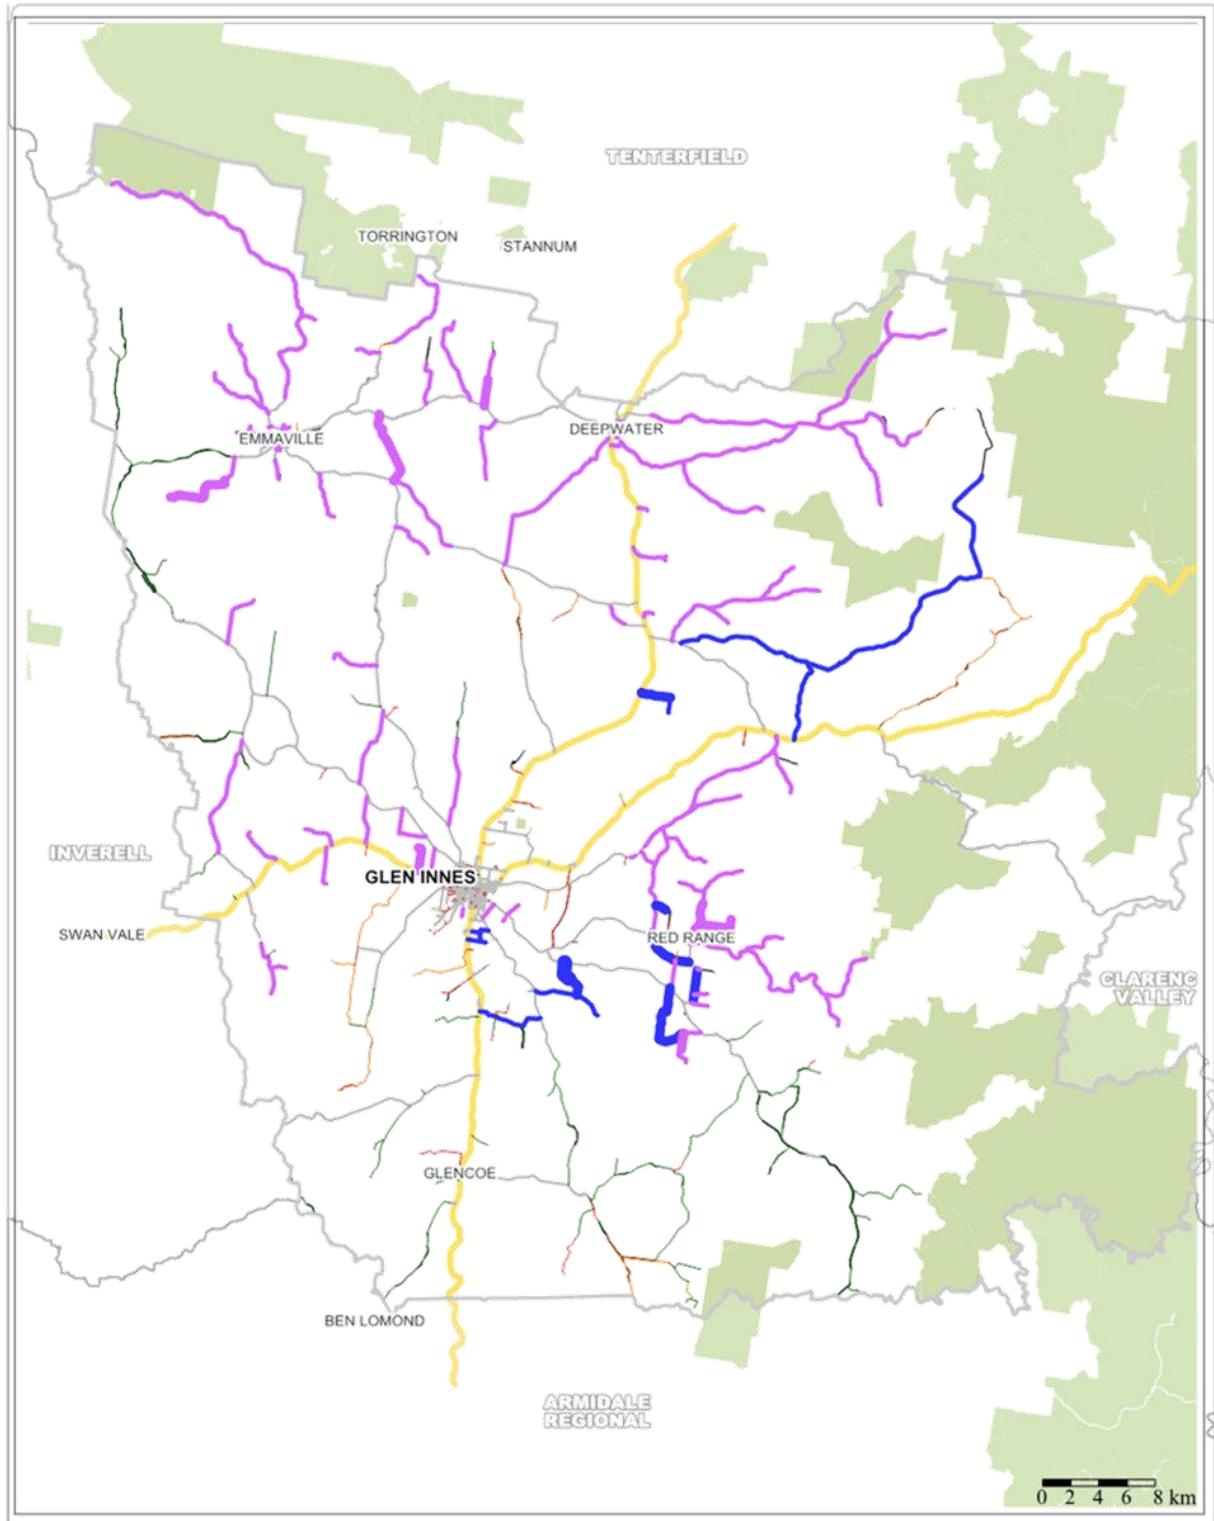 TENTERFIELD
TORRINGTON
STANNUM
DEEPWATER
EMMAVILLE
INVERELL
GLEN INNES
SWAN VALE
RED RANGE
CLARENC
VALLEY
GLENCOE
BEN LOMOND
ARMIDALE
REGIONAL
0 2 4 6 8 km